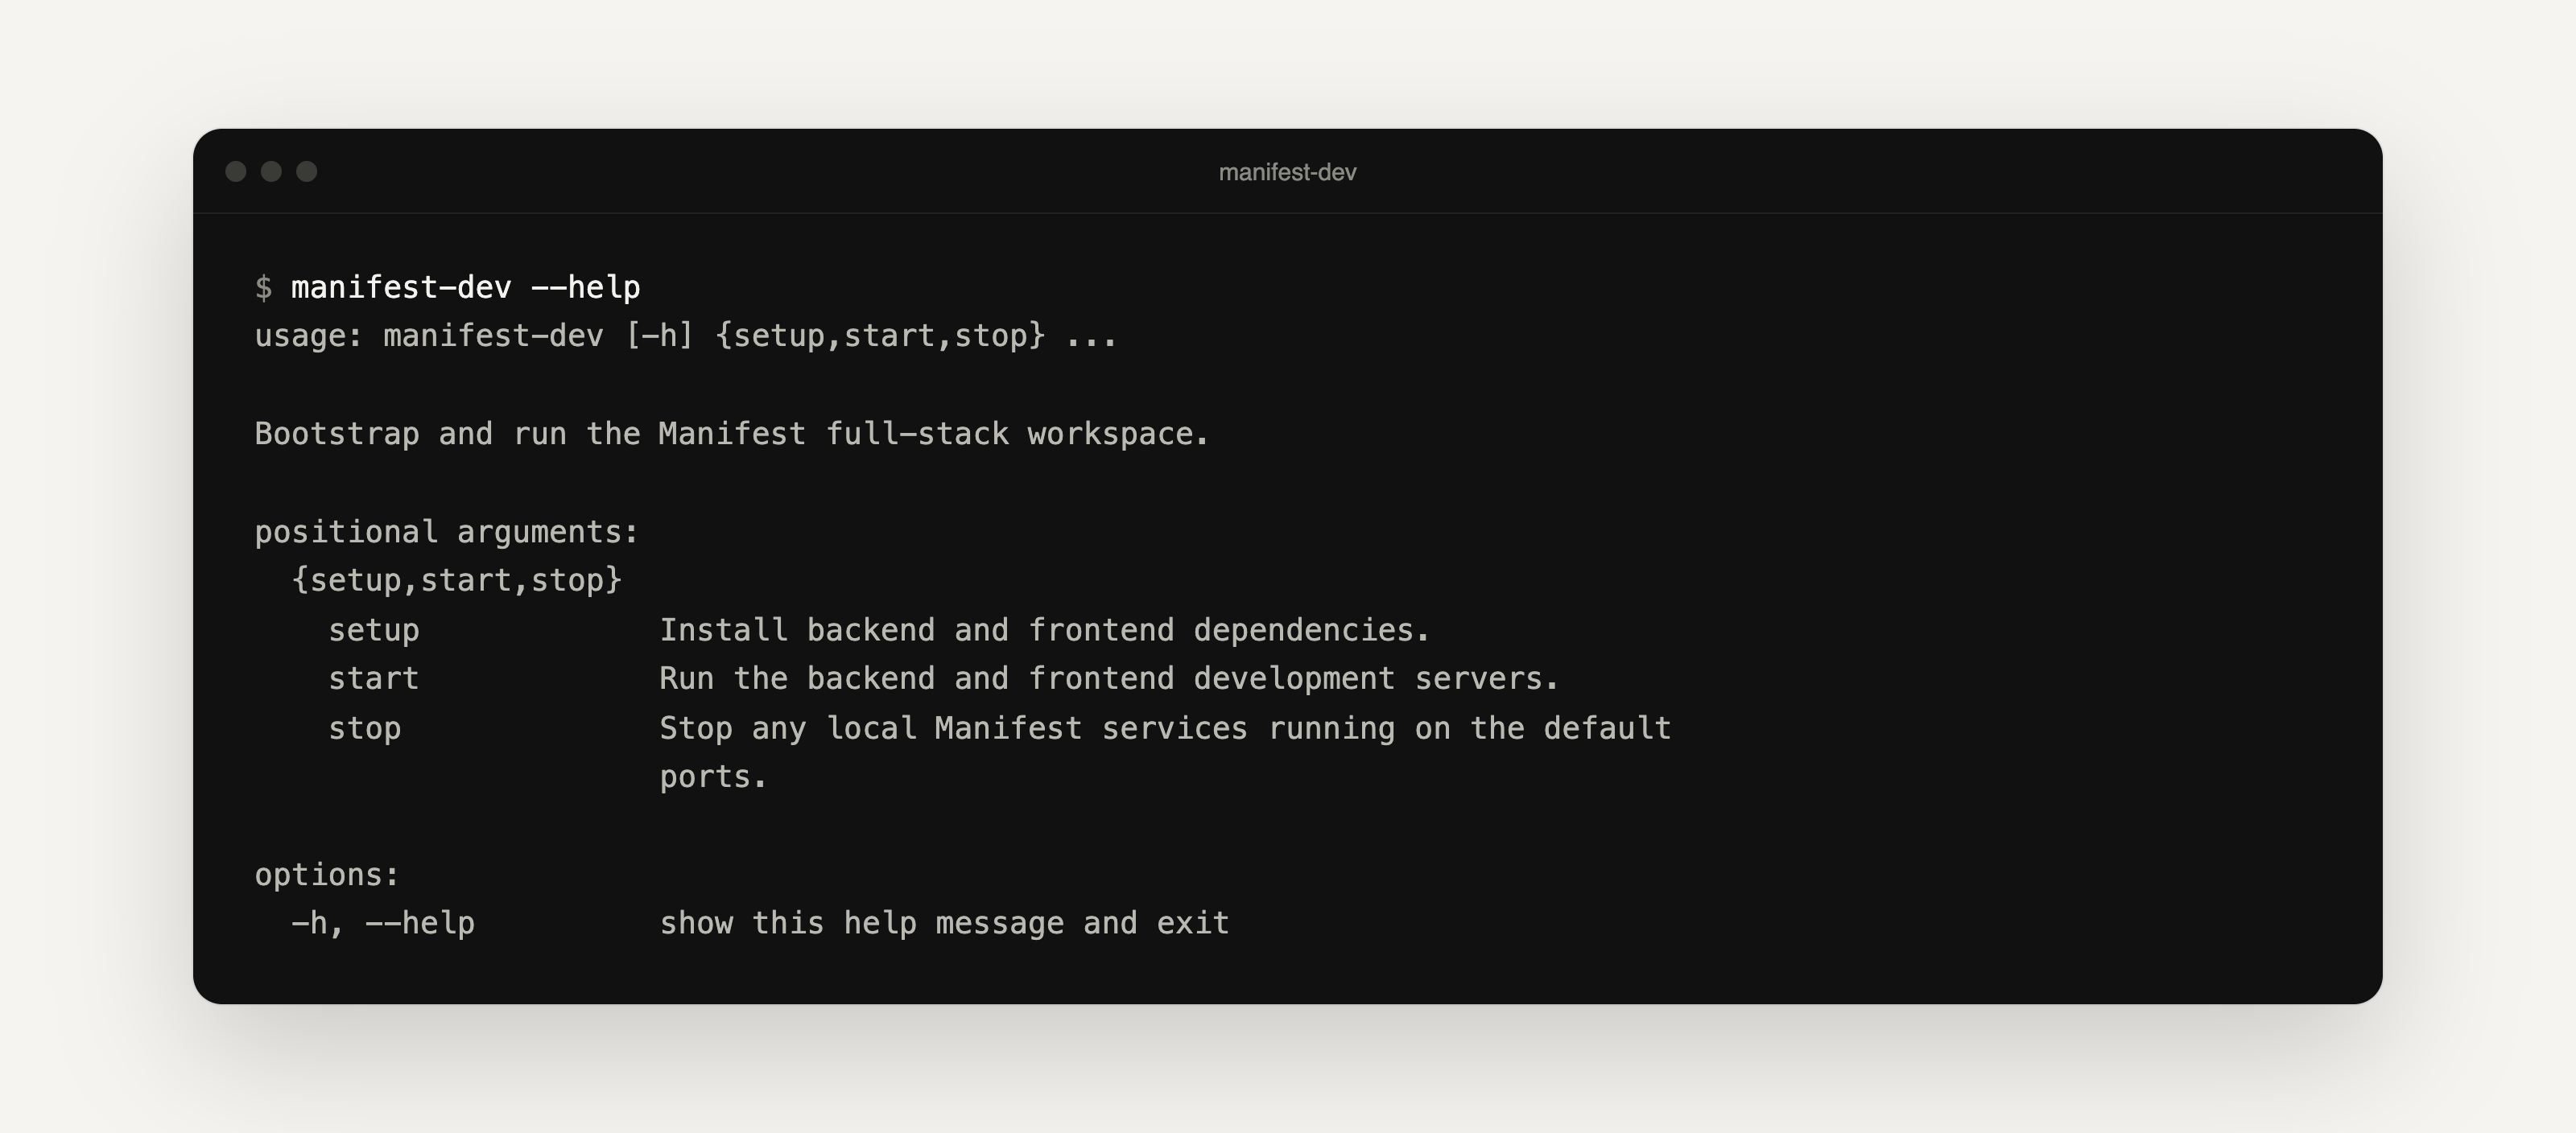 manifest-dev
$ manifest-dev --help
usage: manifest-dev [-h] {setup,start,stop} ...

Bootstrap and run the Manifest full-stack workspace.

positional arguments:
  {setup,start,stop}
    setup             Install backend and frontend dependencies.
    start             Run the backend and frontend development servers.
    stop              Stop any local Manifest services running on the default
                      ports.

options:
  -h, --help          show this help message and exit